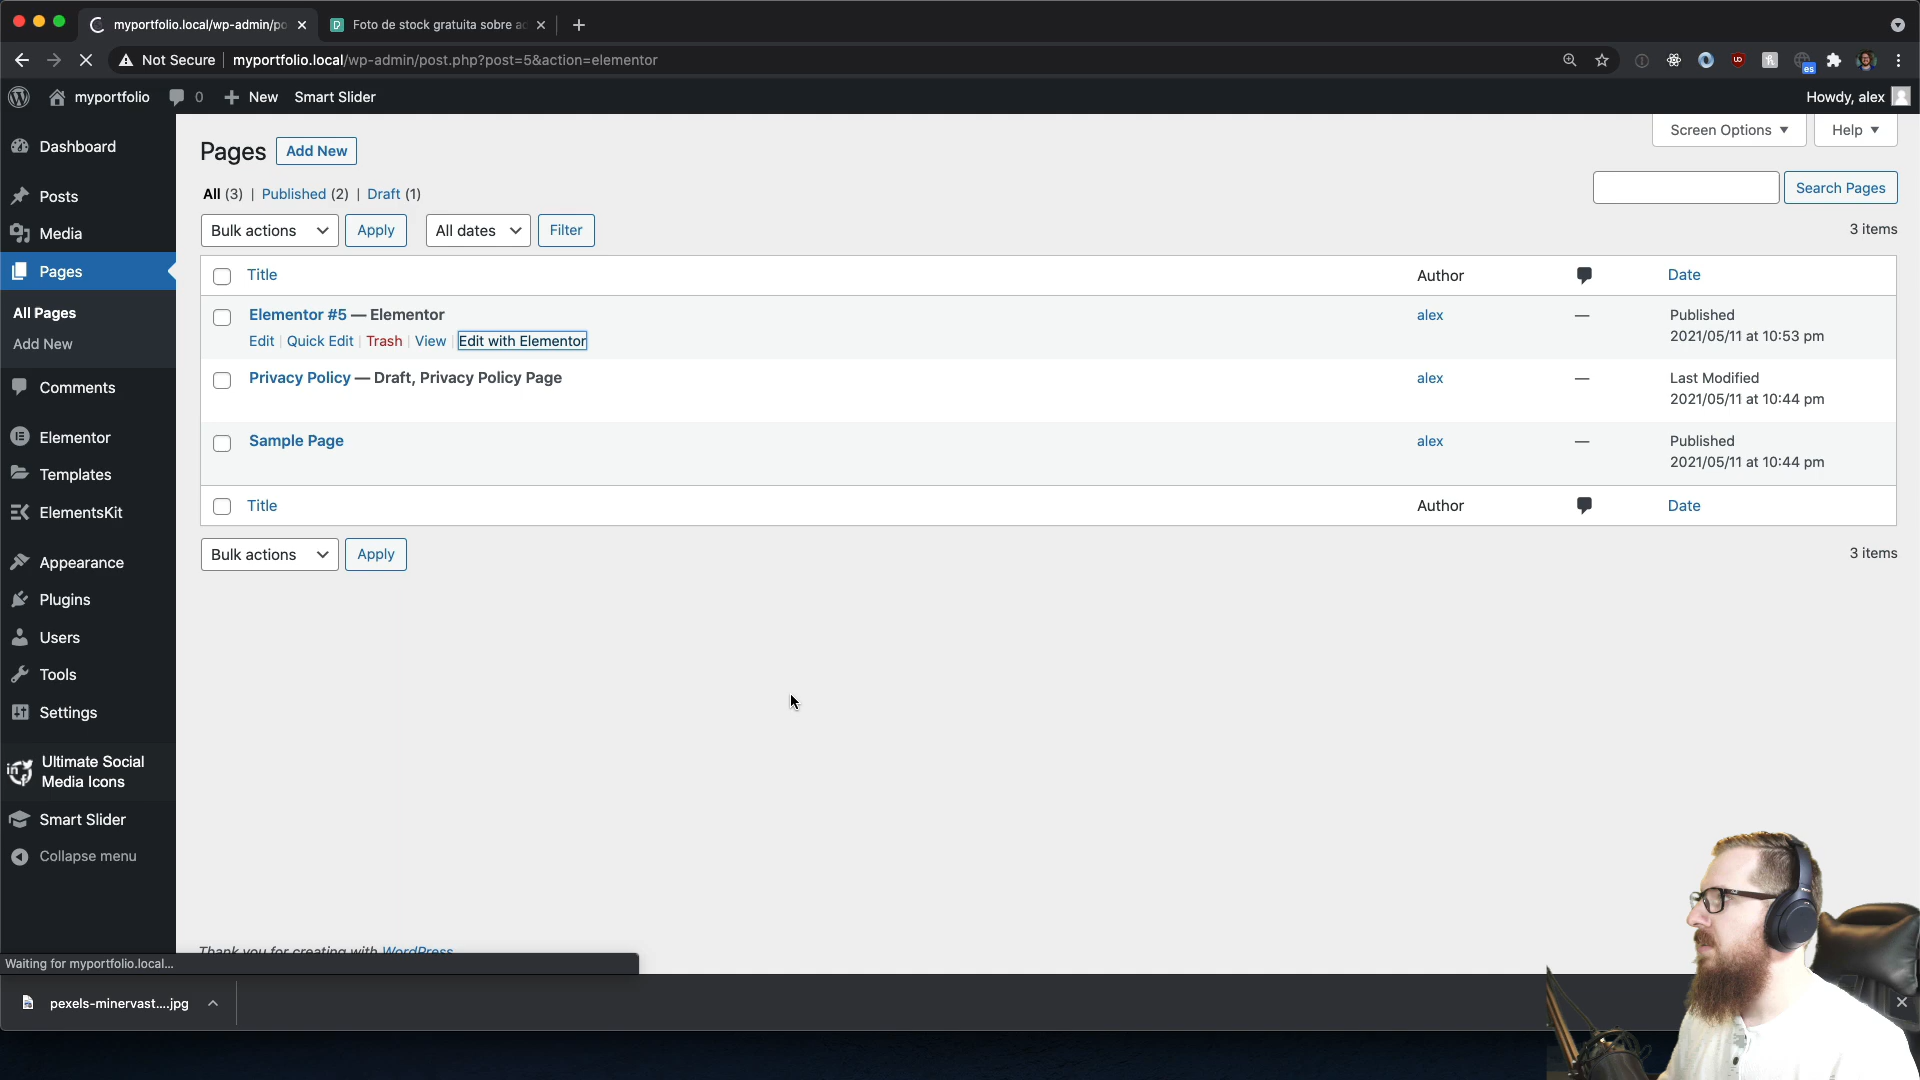 myportfolio.local/wp-admin/po
Foto de stock gratuita sobre a
Not Secure
myportfolio.local/wp-admin/post.php?post=5&action=elementor
es
myportfolio
0
New
Smart Slider
Howdy, alex
Dashboard
Posts
Media
Pages
All Pages
Add New
Comments
Elementor
Templates
ElementsKit
Appearance
Plugins
Users
Tools
Settings
Ultimate Social
Media Icons
Smart Slider
Collapse menu
Pages
Add New
Screen Options
Help
All (3) | Published (2) | Draft (1)
Search Pages
Bulk actions
Apply
All dates
Filter
3 items
Title
Author
Date
Elementor #5 — Elementor
Edit | Quick Edit | Trash | View | Edit with Elementor
alex
—
Published
2021/05/11 at 10:53 pm
Privacy Policy — Draft, Privacy Policy Page
alex
—
Last Modified
2021/05/11 at 10:44 pm
Sample Page
alex
—
Published
2021/05/11 at 10:44 pm
Title
Author
Date
Bulk actions
Apply
3 items
Thank you for creating with WordPress
Waiting for myportfolio.local...
pexels-minervast....jpg